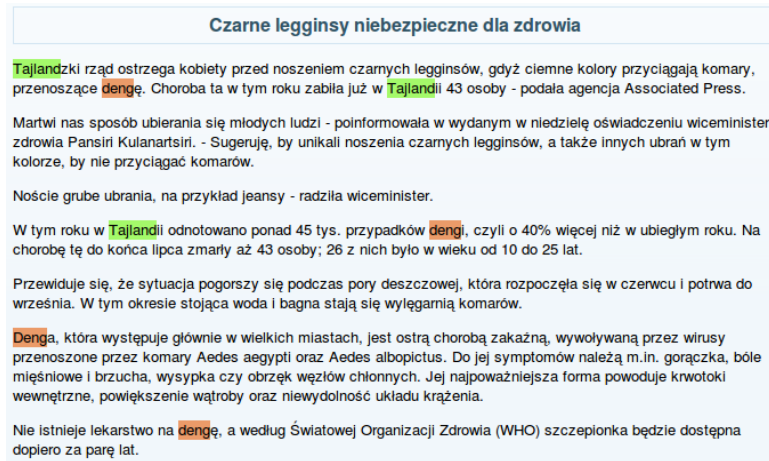 Czarne legginsy niebezpieczne dla zdrowia
Tajlandzki rząd ostrzega kobiety przed noszeniem czarnych legginsów, gdyż ciemne kolory przyciągają komary,
przenoszące dengę. Choroba ta w tym roku zabiła już w Tajlandii 43 osoby - podała agencja Associated Press.
Martwi nas sposób ubierania się młodych ludzi - poinformowała w wydanym w niedzielę oświadczeniu wiceminister
zdrowia Pansiri Kulanartsiri. - Sugeruję, by unikali noszenia czarnych legginsów, a także innych ubrań w tym
kolorze, by nie przyciągać komarów.
Noście grube ubrania, na przykład jeansy - radziła wiceminister.
W tym roku w Tajlandii odnotowano ponad 45 tys. przypadków dengi, czyli o 40% więcej niż w ubiegłym roku. Na
chorobę tę do końca lipca zmarły aż 43 osoby; 26 z nich było w wieku od 10 do 25 lat.
Przewiduje się, że sytuacja pogorszy się podczas pory deszczowej, która rozpoczęła się w czerwcu i potrwa do
września. W tym okresie stojąca woda i bagna stają się wylęgarnią komarów.
Denga, która występuje głównie w wielkich miastach, jest ostrą chorobą zakaźną, wywoływaną przez wirusy
przenoszone przez komary Aedes aegypti oraz Aedes albopictus. Do jej symptomów należą m.in. gorączka, bóle
mięśniowe i brzucha, wysypka czy obrzęk węzłów chłonnych. Jej najpoważniejsza forma powoduje krwotoki
wewnętrzne, powiększenie wątroby oraz niewydolność układu krążenia.
Nie istnieje lekarstwo na dengę, a według Światowej Organizacji Zdrowia (WHO) szczepionka będzie dostępna
dopiero za parę lat.